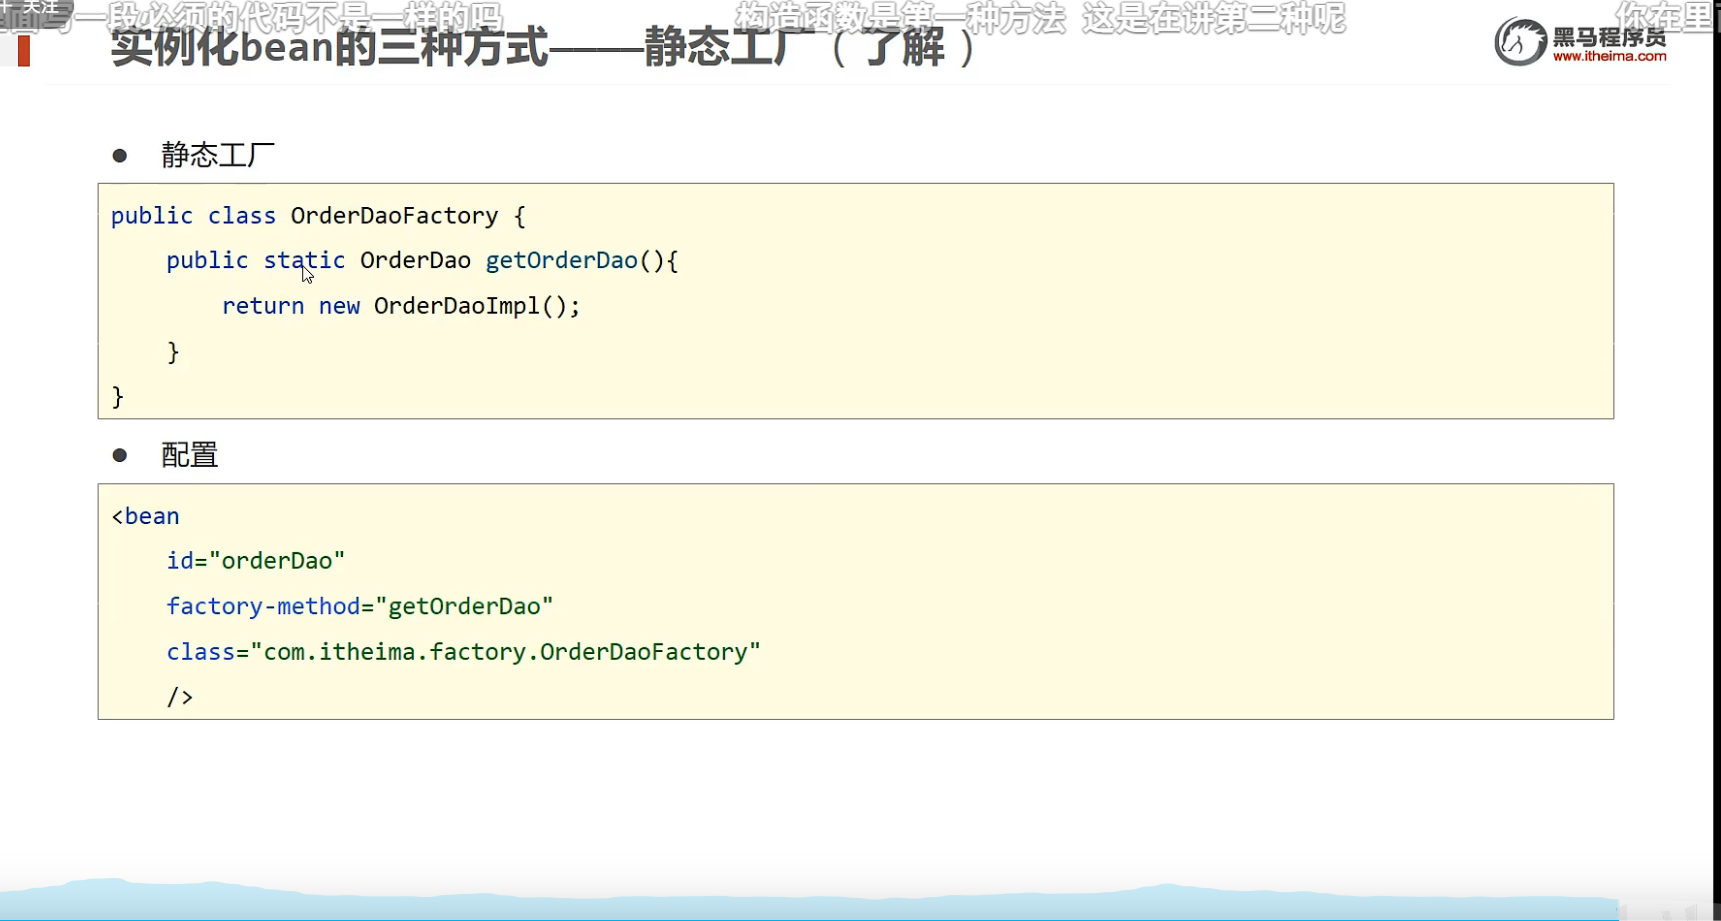 关注
一段必须的代码不是一样的吗
构造函数是第一种方法 这是在讲第二种呢
你在里
实例化bean的三种方式————静态工厂（了解）
黑马程序员
www.itheima.com
● 静态工厂
public class OrderDaoFactory {
public static OrderDao getOrderDao(){
return new OrderDaoImpl();
}
}
● 配置
<bean
id="orderDao"
factory-method="getOrderDao"
class="com.itheima.factory.OrderDaoFactory"
/>